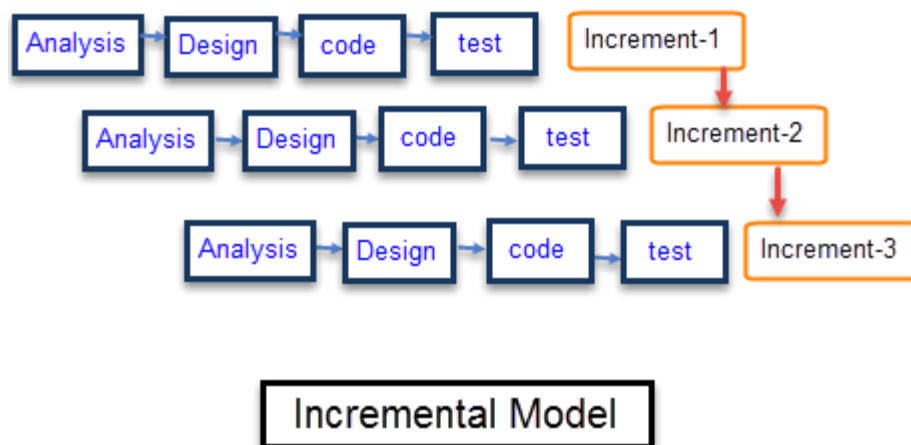 Analysis Design code test Increment-1
Analysis Design code test Increment-2
Analysis Design code test Increment-3
Incremental Model